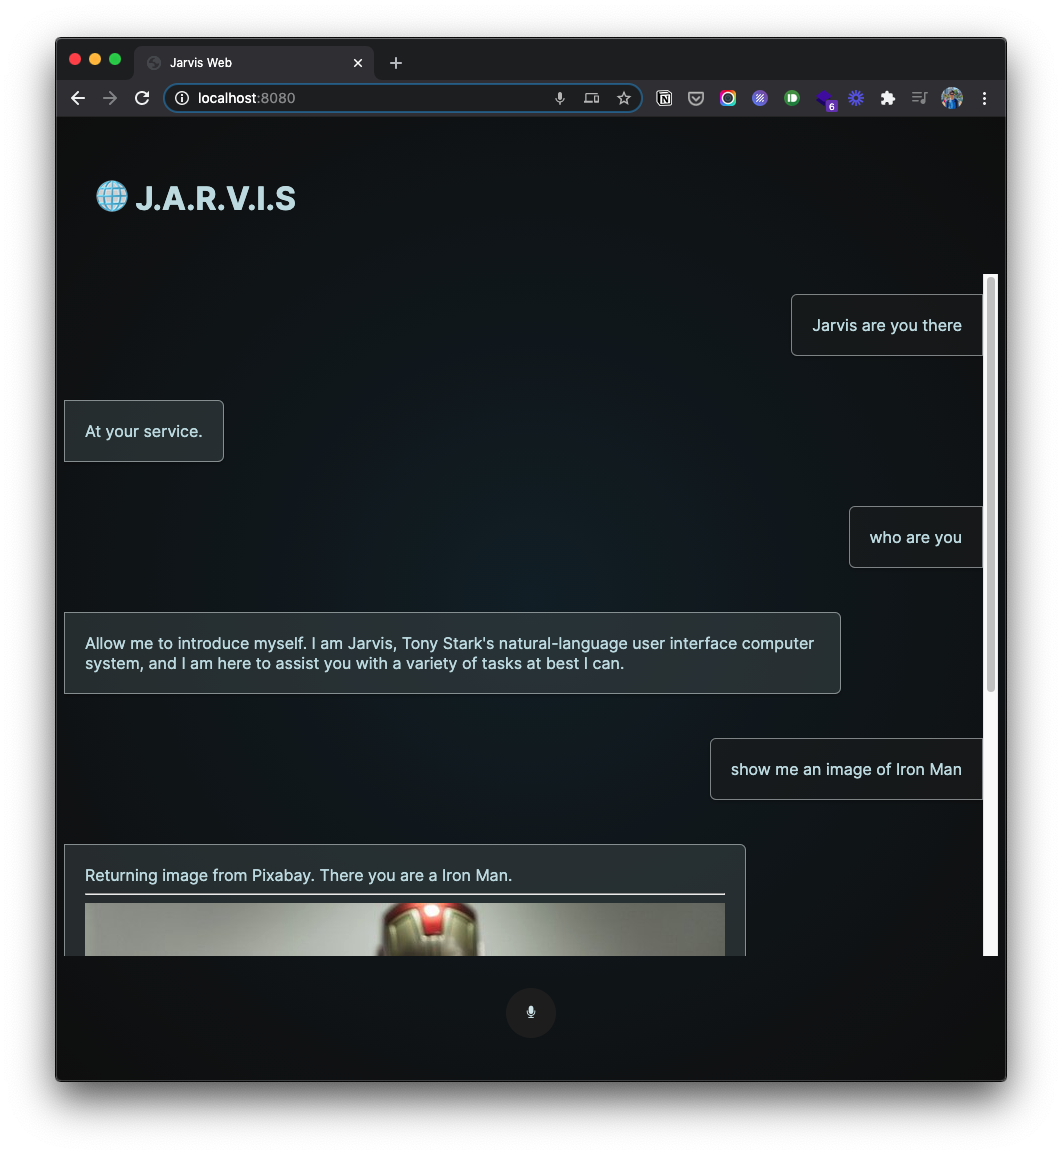 Jarvis Web
localhost:8080
6
J.A.R.V.I.S
Jarvis are you there
At your service.
who are you
Allow me to introduce myself. I am Jarvis, Tony Stark's natural-language user interface computer
system, and I am here to assist you with a variety of tasks at best I can.
show me an image of Iron Man
Returning image from Pixabay. There you are a Iron Man.